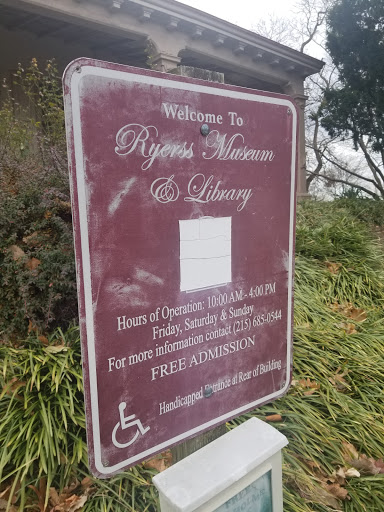 Welcome To
Ryerss Museum
& Library
Hours of Operation: 10:00 AM - 4:00 PM
Friday, Saturday & Sunday
For more information contact (215) 685-0544
FREE ADMISSION
Handicapped Entrance at Rear of Building